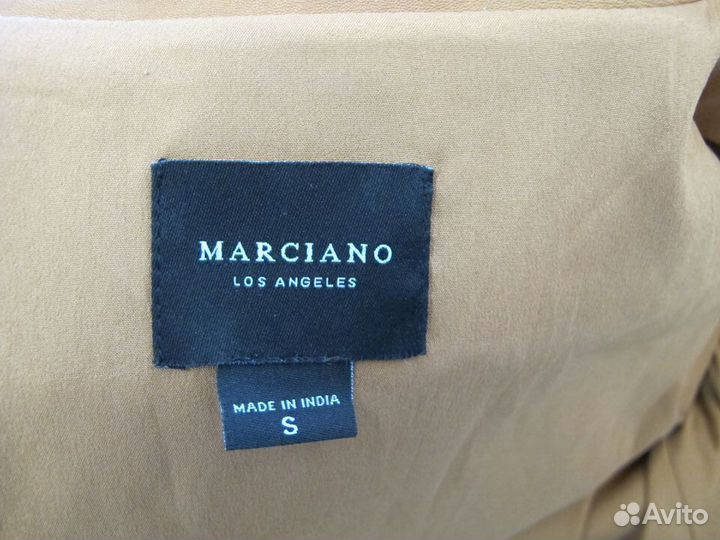 MARCIANO
LOS ANGELES
MADE IN INDIA
S
Avito